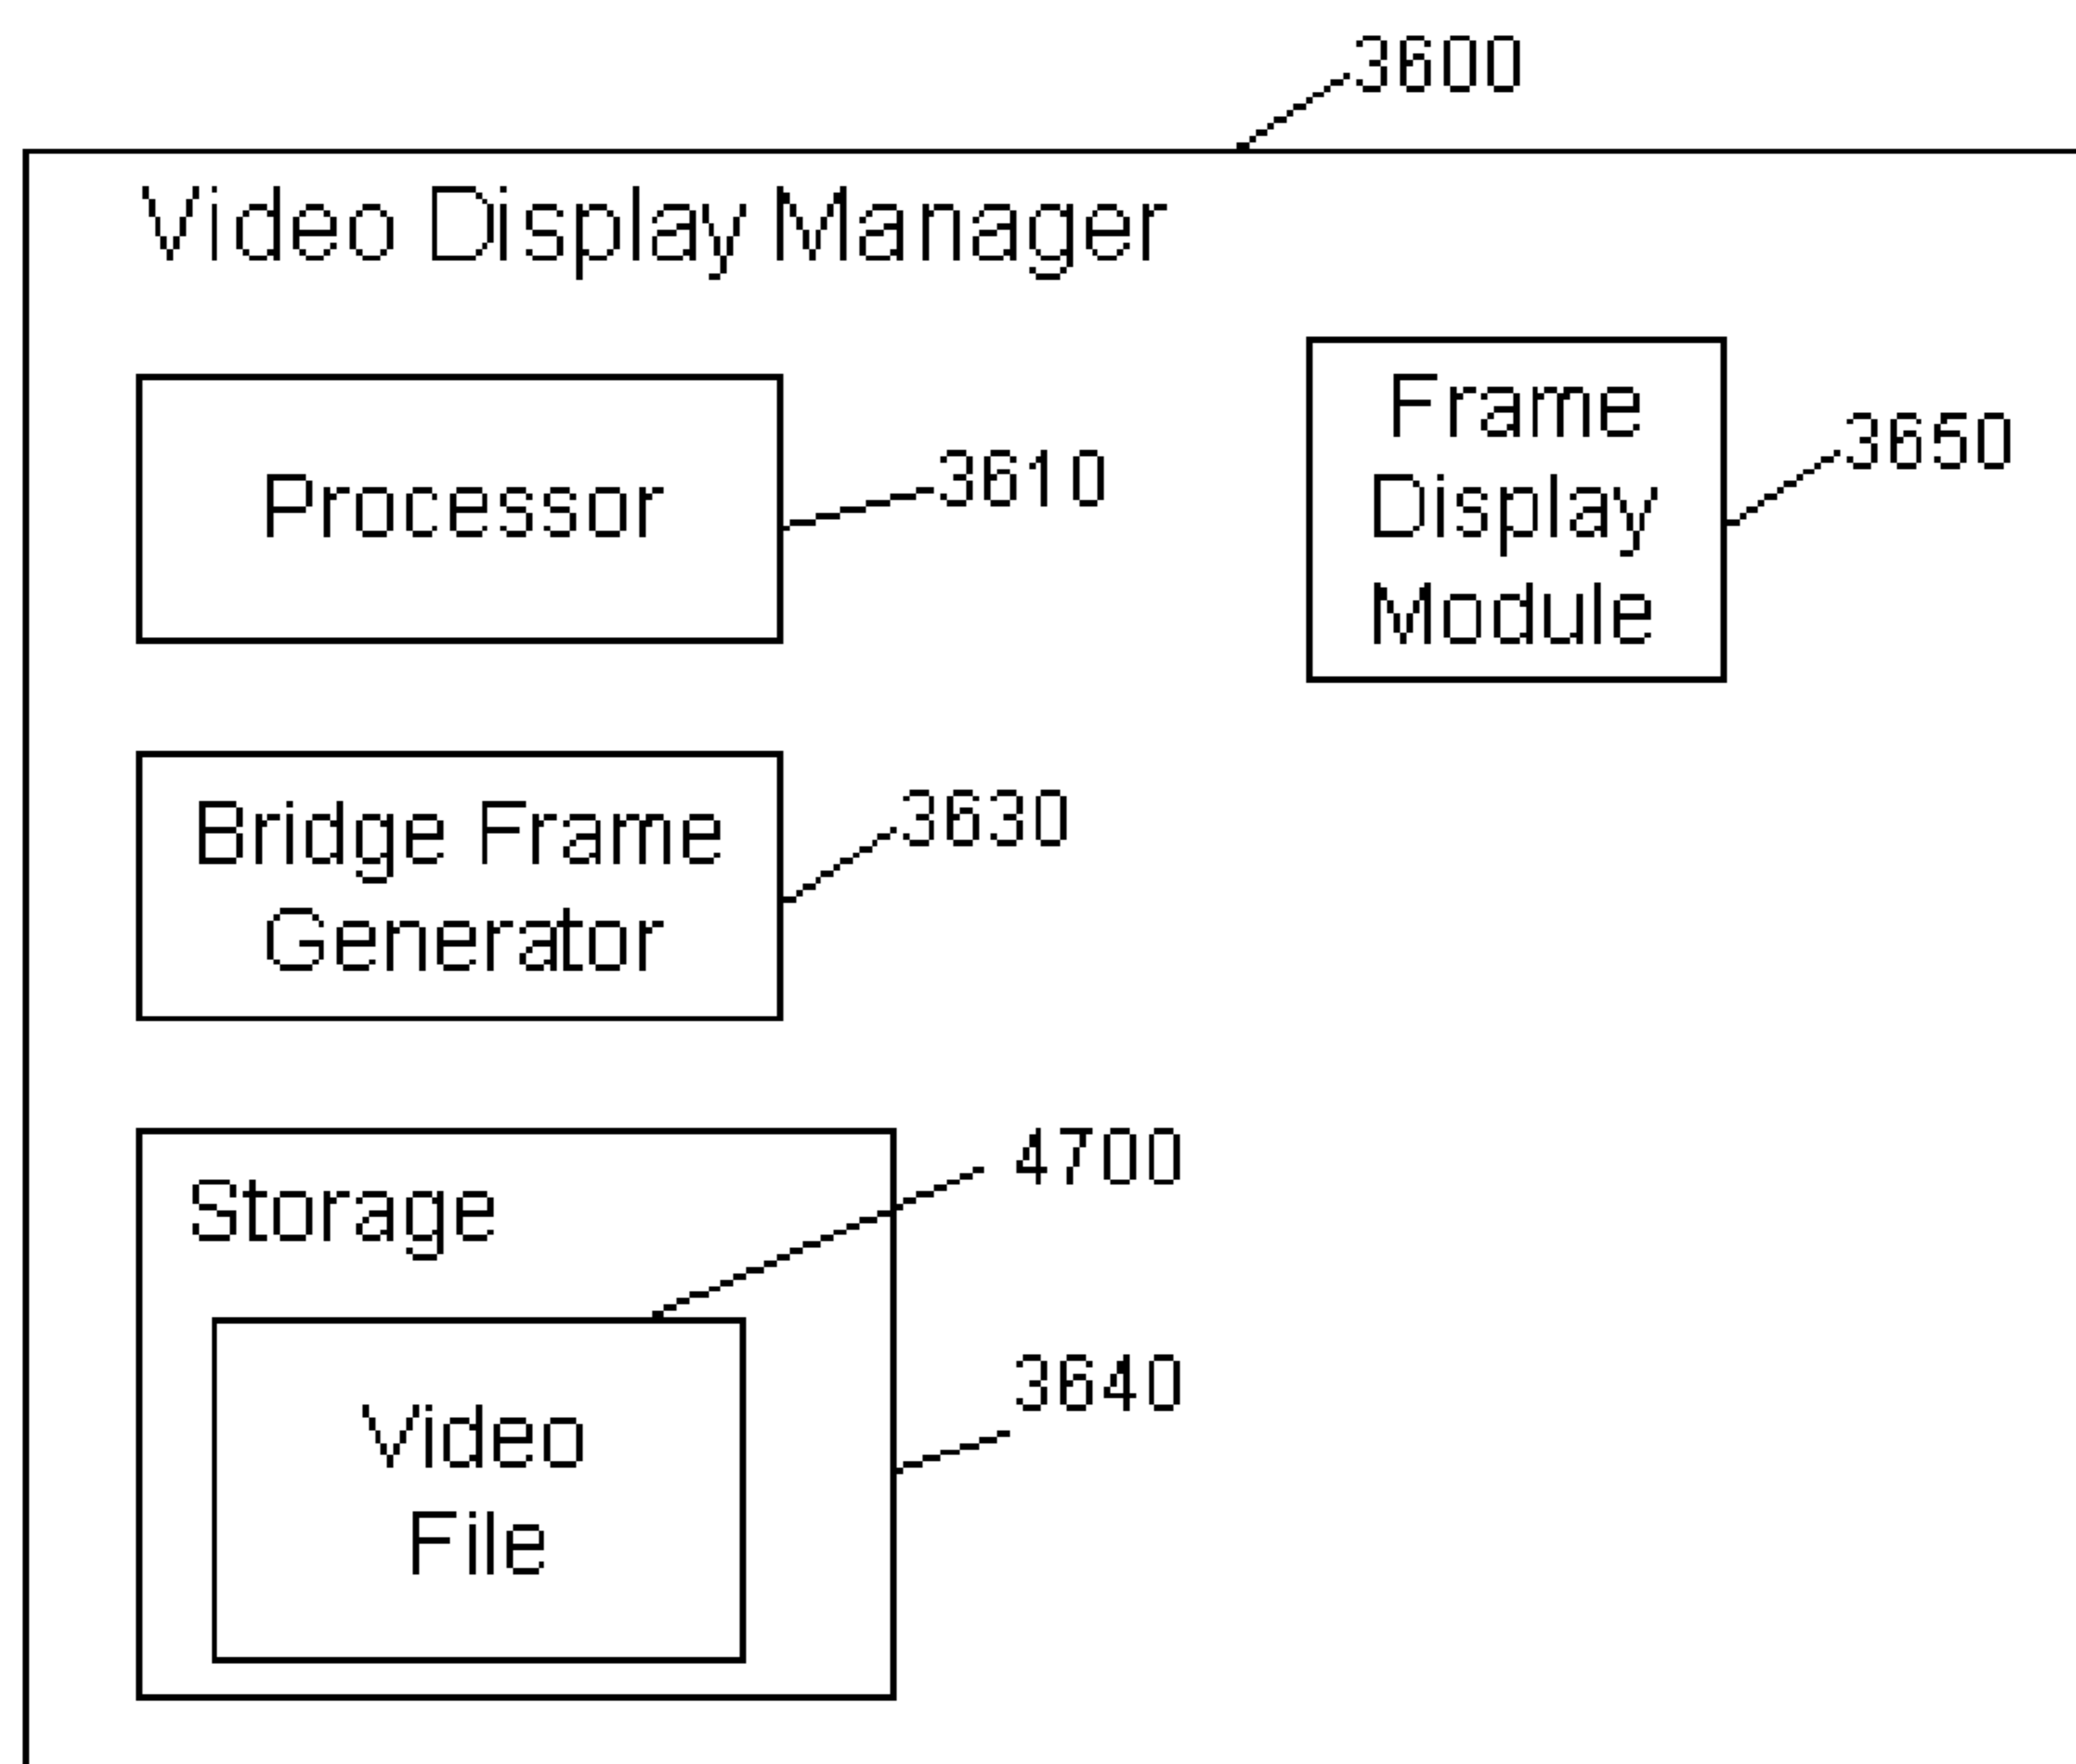 3600
Video Display Manager
Processor
3610
Frame
Display
Module
3650
Bridge Frame
Generator
3630
Storage
4700
Video
File
3640